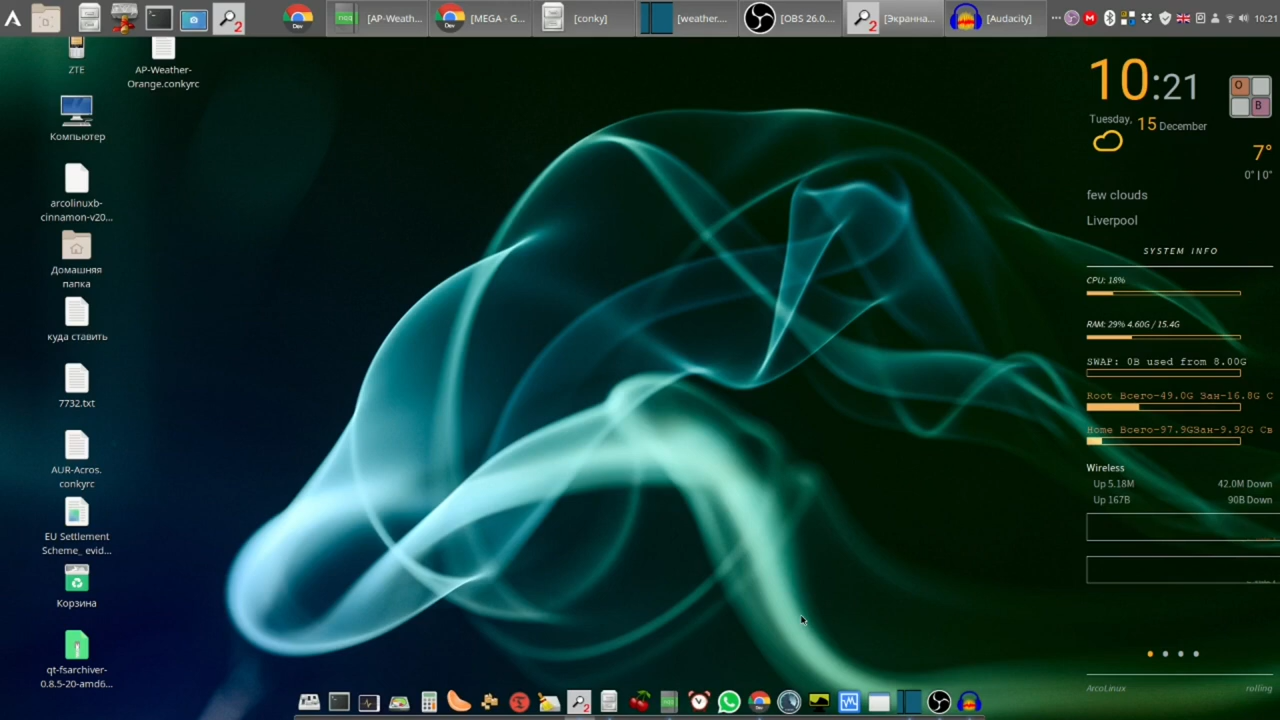 2
[AP-Weath...
[MEGA - G...
[conky]
[weather....
[OBS 26.0....
2
[Экранна...
[Audacity]
10:21
ZTE
AP-Weather-
Orange.conkyrc
Компьютер
arcolinuxb-
cinnamon-v20...
Домашняя
папка
куда ставить
7732.txt
AUR-Acros.
conkyrc
EU Settlement
Scheme_ evid...
Корзина
qt-fsarchiver-
0.8.5-20-amd6...
10:21
Tuesday, 15 December
O
B
7°
0° | 0°
few clouds
Liverpool
SYSTEM INFO
CPU: 18%
RAM: 29% 4.60G / 15.4G
SWAP: 0B used from 8.00G
Root Всего-49.0G Зан-16.8G С
Home Всего-97.9GЗан-9.92G Св
Wireless
Up 5.18M 42.0M Down
Up 167B 90B Down
ArcoLinux rolling
2